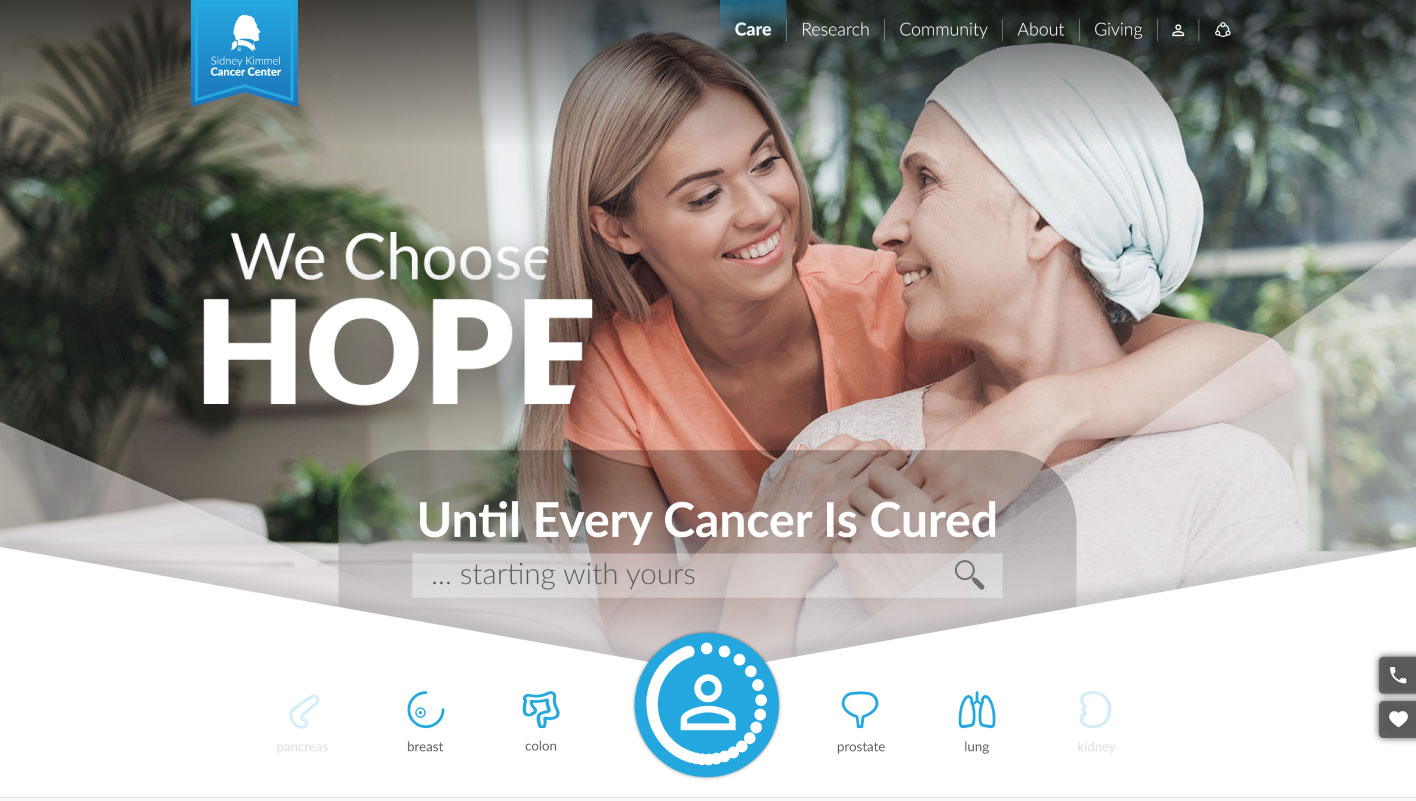 Sidney Kimmel
Cancer Center
Care
Research
Community
About
Giving
We Choose
HOPE
Until Every Cancer Is Cured
... starting with yours
pancreas
breast
colon
prostate
lung
kidney